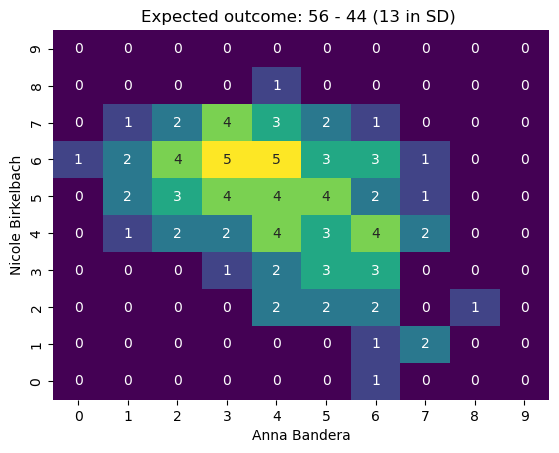 Expected outcome: 56 - 44 (13 in SD)
Nicole Birkelbach
9 0 0 0 0 0 0 0 0 0 0
8 0 0 0 0 1 0 0 0 0 0
7 0 1 2 4 3 2 1 0 0 0
6 1 2 4 5 5 3 3 1 0 0
5 0 2 3 4 4 4 2 1 0 0
4 0 1 2 2 4 3 4 2 0 0
3 0 0 0 1 2 3 3 0 0 0
2 0 0 0 0 2 2 2 0 1 0
1 0 0 0 0 0 0 1 2 0 0
0 0 0 0 0 0 0 1 0 0 0
0 1 2 3 4 5 6 7 8 9
Anna Bandera